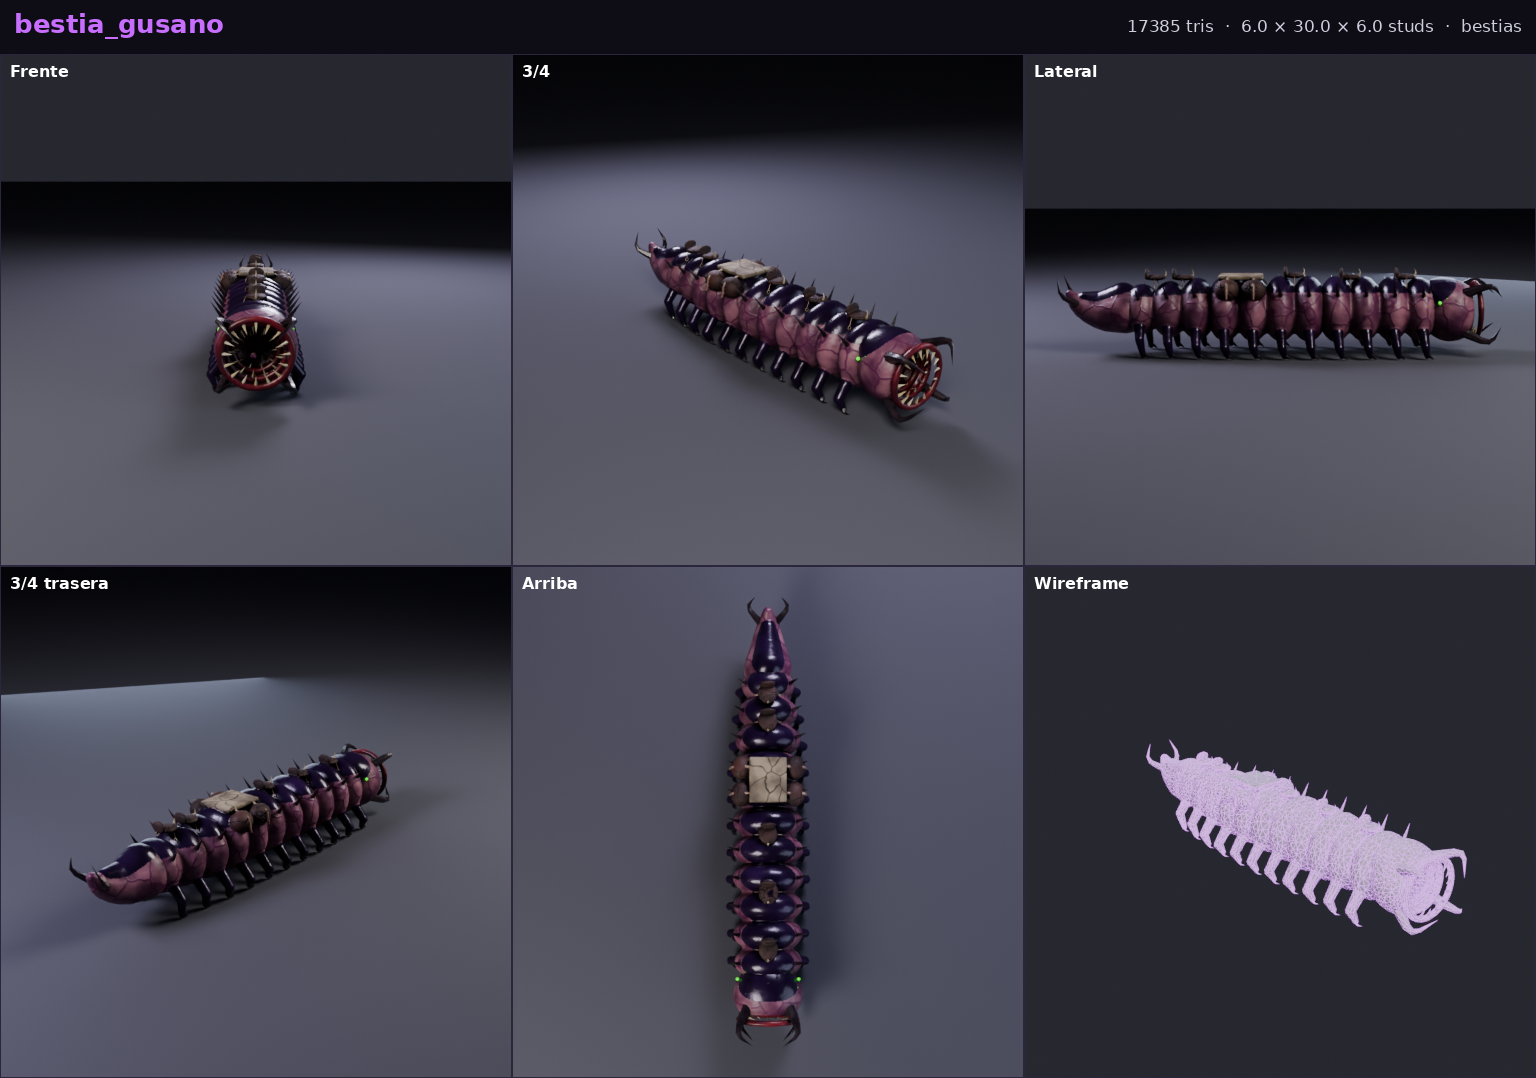 bestia_gusano
17385 tris · 6.0 × 30.0 × 6.0 studs · bestias
Frente
3/4
Lateral
3/4 trasera
Arriba
Wireframe